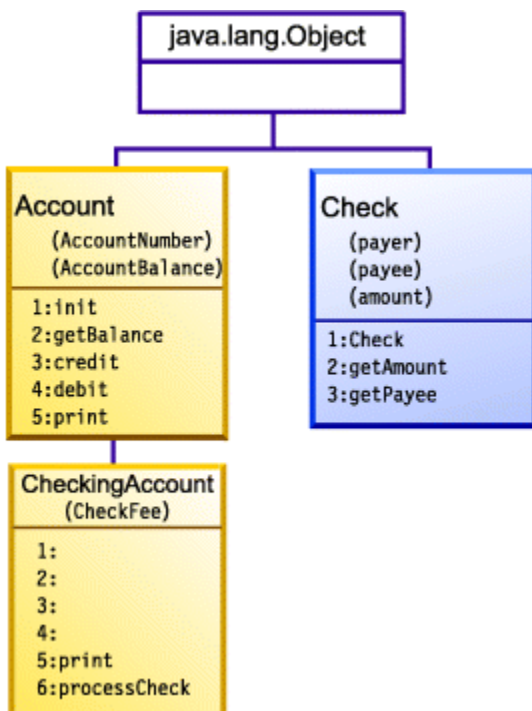 java.lang.Object
Account
(AccountNumber)
(AccountBalance)
1:init
2:getBalance
3:credit
4:debit
5:print
Check
(payer)
(payee)
(amount)
1:Check
2:getAmount
3:getPayee
CheckingAccount
(CheckFee)
1:
2:
3:
4:
5:print
6:processCheck